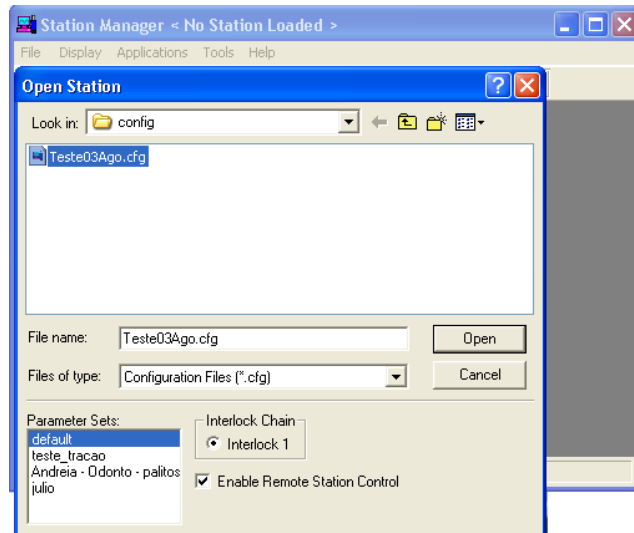 Station Manager < No Station Loaded >
File Display Applications Tools Help
Open Station
Look in: config
Teste03Ago.cfg
File name: Teste03Ago.cfg Open
Files of type: Configuration Files (*.cfg) Cancel
Parameter Sets: Interlock Chain
default
Interlock 1
teste_tracao
Andreia - Odonto - palitos
Enable Remote Station Control
julio